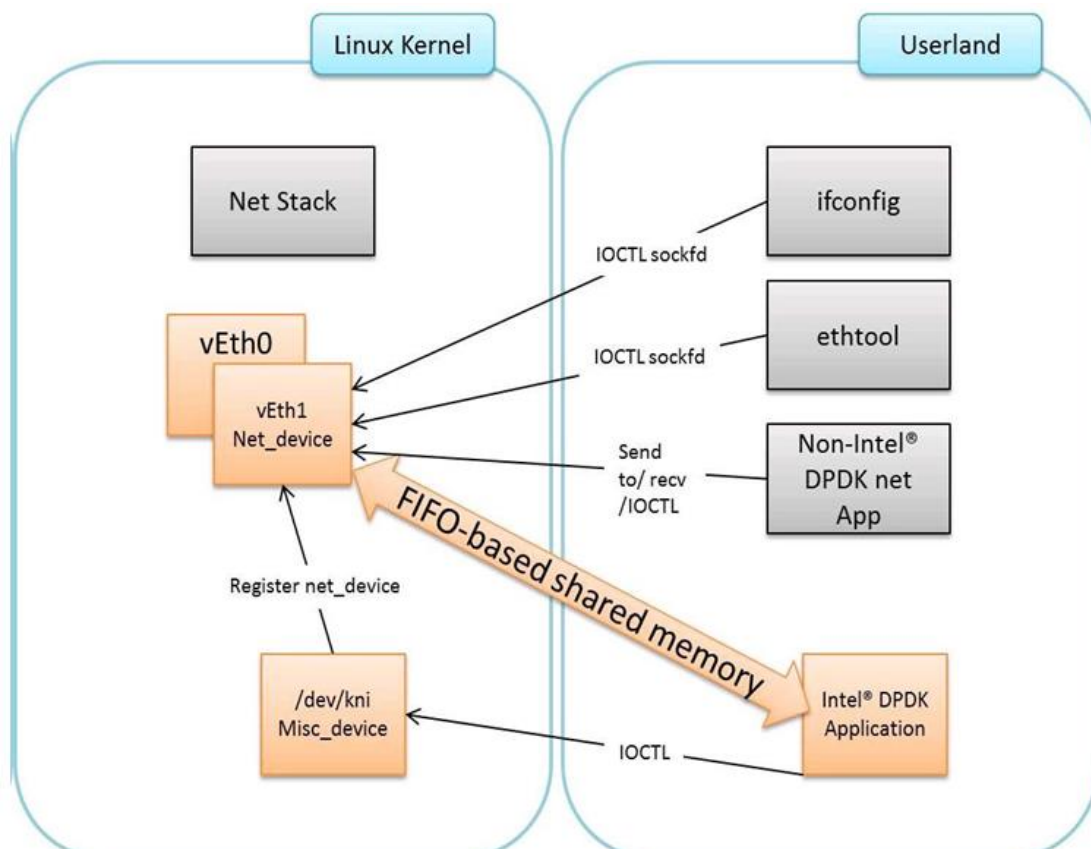 Linux Kernel
Userland
Net Stack
ifconfig
IOCTL sockfd
vEth0
ethtool
IOCTL sockfd
vEth1
Net_device
Send
to/ recv
/IOCTL
Non-Intel®
DPDK net
App
FIFO-based shared memory
Register net_device
/dev/kni
Misc_device
Intel® DPDK
Application
IOCTL